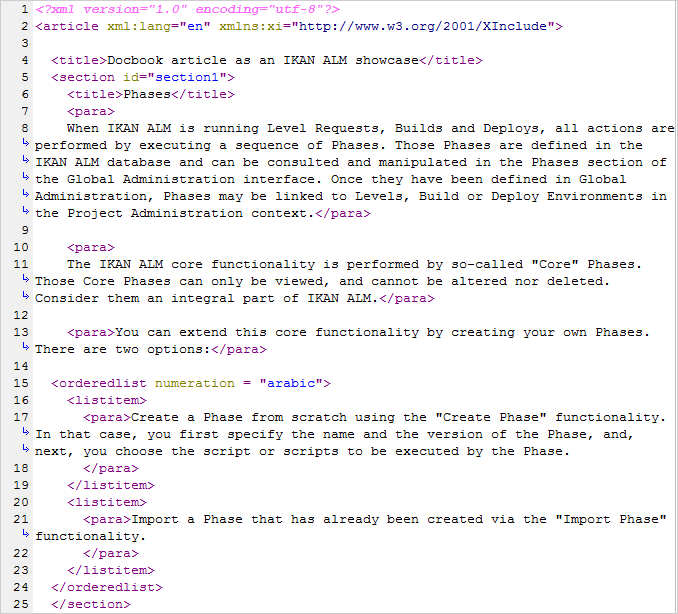 1 <?xml version="1.0" encoding="utf-8"?>
2 <article xml:lang="en" xmlns:xi="http://www.w3.org/2001/XInclude">
3
4 <title>Docbook article as an IKAN ALM showcase</title>
5 <section id="section1">
6 <title>Phases</title>
7 <para>
8 When IKAN ALM is running Level Requests, Builds and Deploys, all actions are
performed by executing a sequence of Phases. Those Phases are defined in the
IKAN ALM database and can be consulted and manipulated in the Phases section of
the Global Administration interface. Once they have been defined in Global
Administration, Phases may be linked to Levels, Build or Deploy Environments in
the Project Administration context.</para>
9
10 <para>
11 The IKAN ALM core functionality is performed by so-called "Core" Phases.
Those Core Phases can only be viewed, and cannot be altered nor deleted.
Consider them an integral part of IKAN ALM.</para>
12
13 <para>You can extend this core functionality by creating your own Phases.
There are two options:</para>
14
15 <orderedlist numeration = "arabic">
16 <listitem>
17 <para>Create a Phase from scratch using the "Create Phase" functionality.
In that case, you first specify the name and the version of the Phase, and,
next, you choose the script or scripts to be executed by the Phase.
18 </para>
19 </listitem>
20 <listitem>
21 <para>Import a Phase that has already been created via the "Import Phase"
functionality.
22 </para>
23 </listitem>
24 </orderedlist>
25 </section>